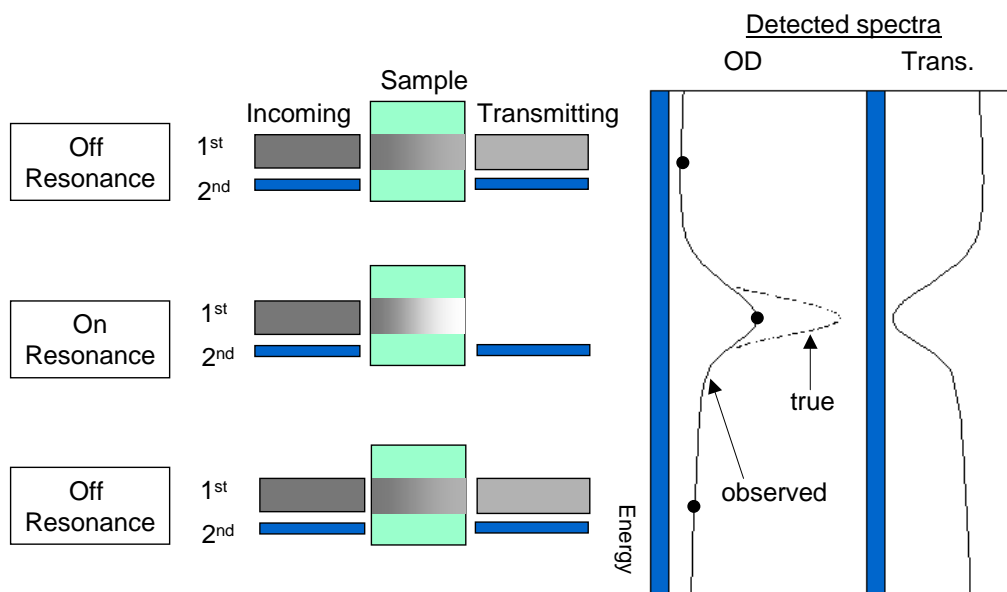 Detected spectra
OD Trans.
Sample
Incoming Transmitting
Off
Resonance
1st
2nd
On
Resonance
1st
2nd
true
Off
Resonance
1st
2nd
observed
Energy